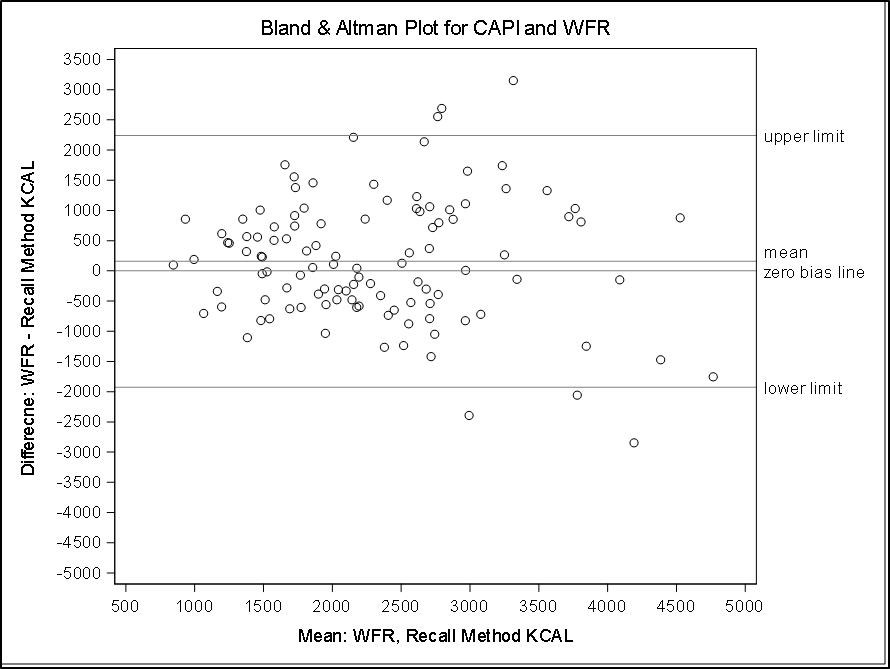 Bland & Altman Plot for CAPI and WFR
3500
3000
2500
2000
1500
1000
500
0
-500
-1000
-1500
-2000
-2500
-3000
-3500
-4000
-4500
-5000
Differecne: WFR - Recall Method KCAL
upper limit
mean
zero bias line
lower limit
500 1000 1500 2000 2500 3000 3500 4000 4500 5000
Mean: WFR, Recall Method KCAL